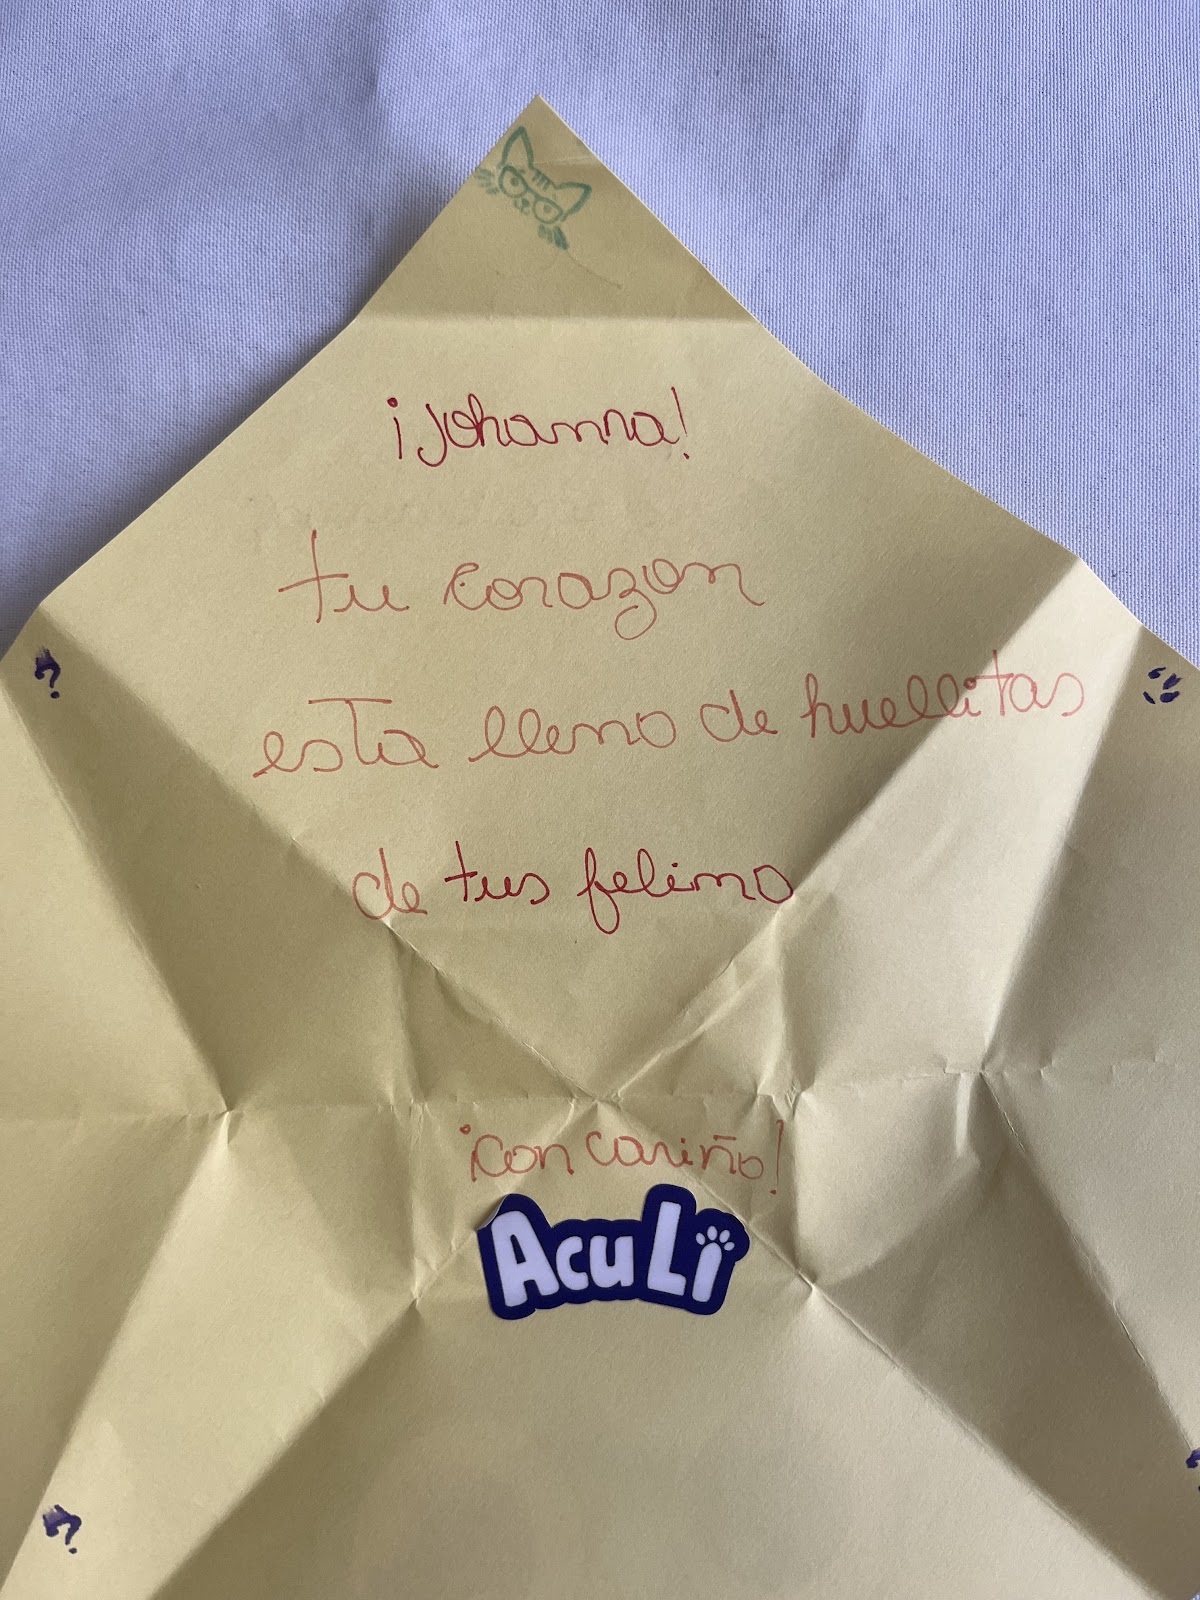 ¡Johanna!
tu corazon
esta lleno de huellitas
de tus felino
¡con cariño!
AcuLi
?
?